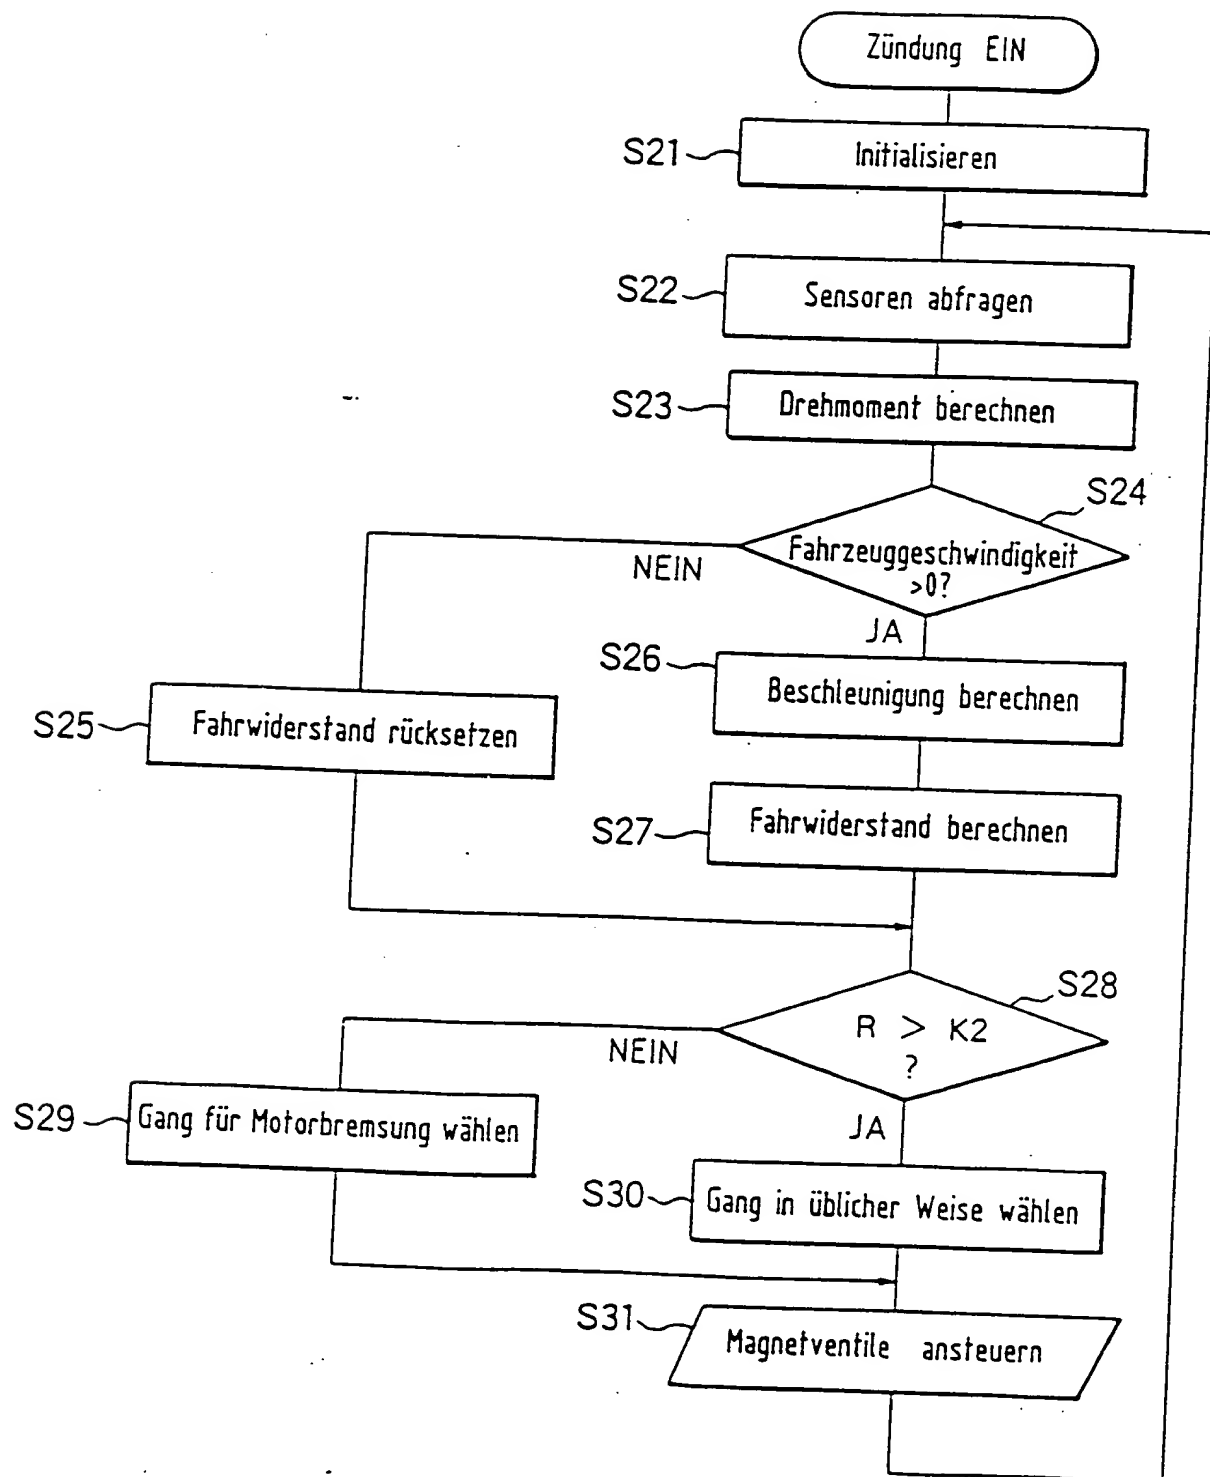 Zündung EIN
S21
Initialisieren
S22
Sensoren abfragen
S23
Drehmoment berechnen
S24
Fahrzeuggeschwindigkeit
>0?
NEIN
JA
S26
Beschleunigung berechnen
S25
Fahrwiderstand rücksetzen
S27
Fahrwiderstand berechnen
S28
R > K2
?
NEIN
JA
S29
Gang für Motorbremsung wählen
S30
Gang in üblicher Weise wählen
S31
Magnetventile ansteuern